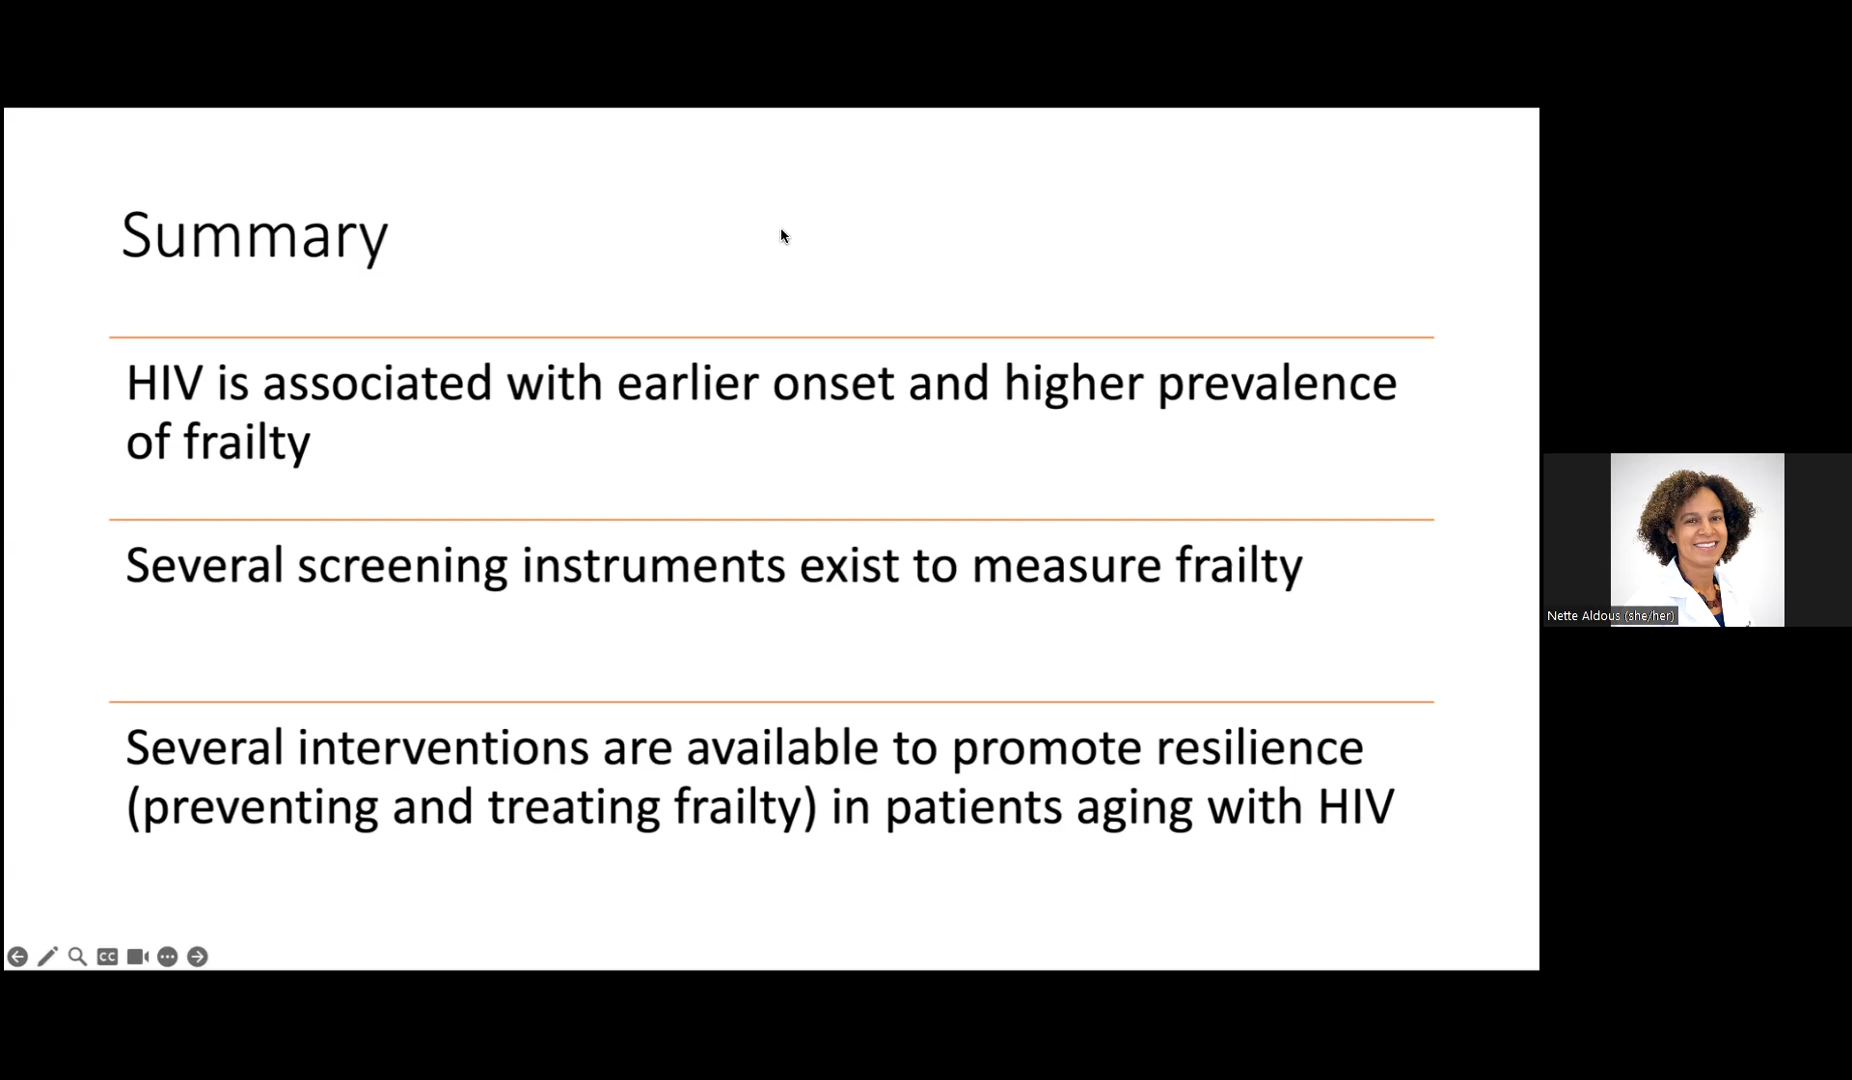 Summary
HIV is associated with earlier onset and higher prevalence
of frailty
Several screening instruments exist to measure frailty
Several interventions are available to promote resilience
(preventing and treating frailty) in patients aging with HIV
Nette Aldous (she/her)
CC